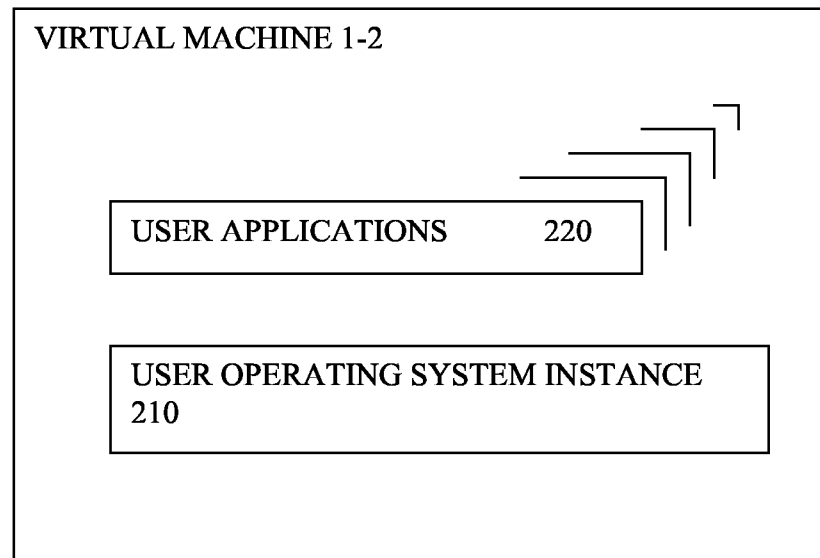 VIRTUAL MACHINE 1-2
USER APPLICATIONS 220
USER OPERATING SYSTEM INSTANCE
210